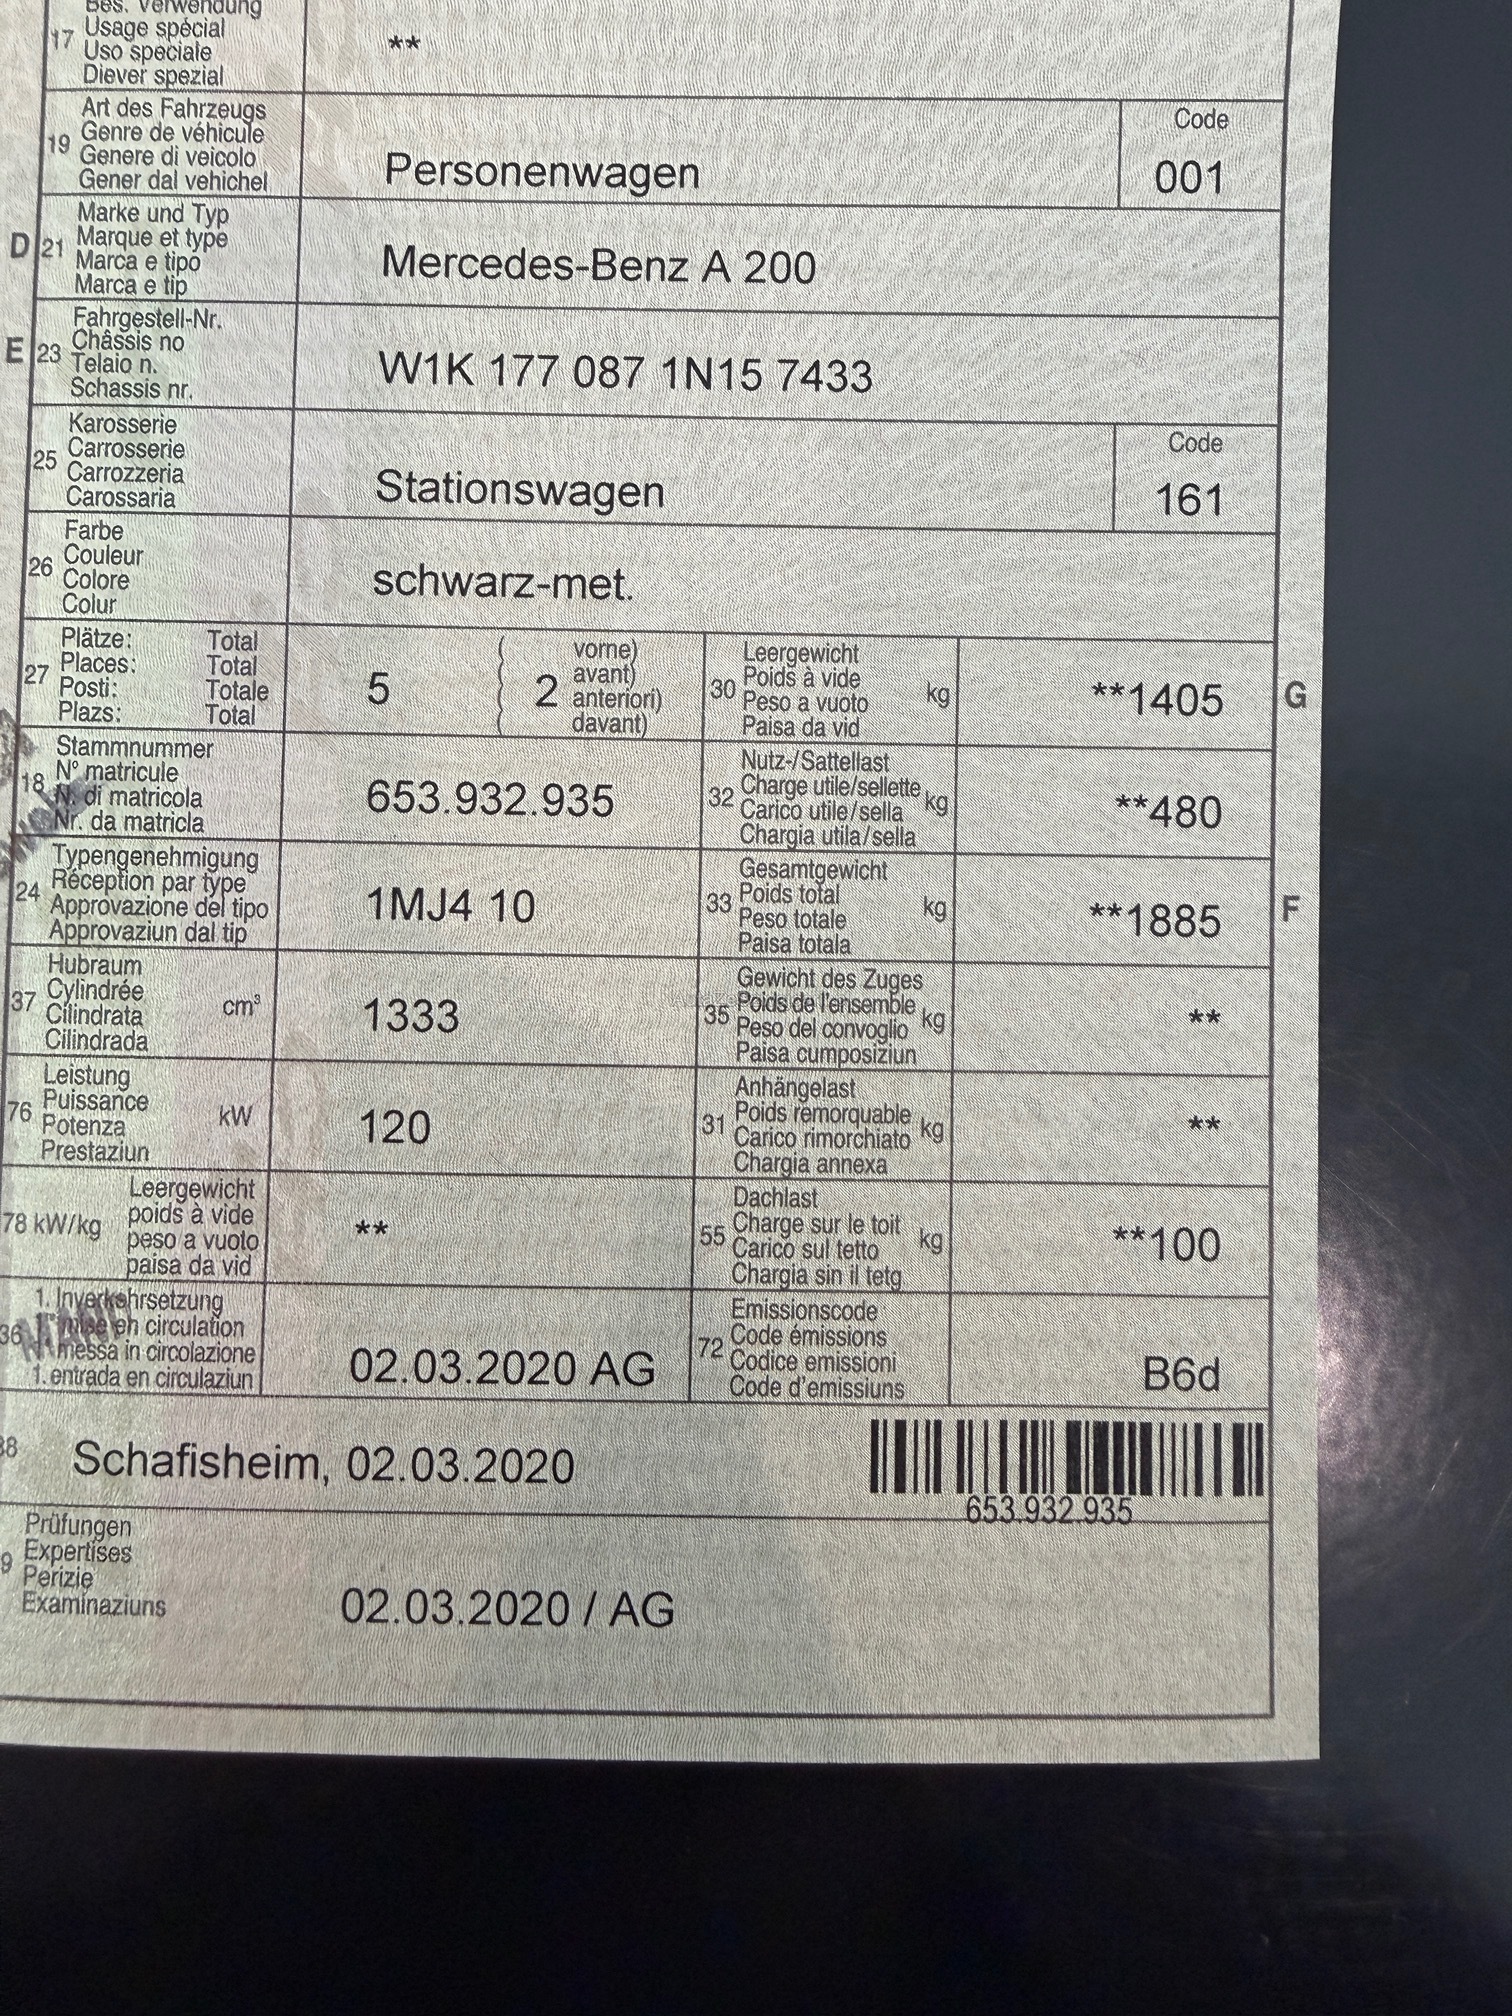 Bes. Verwendung
17 Usage spécial
Uso speciale
Diever spezial
**
Art des Fahrzeugs
19 Genre de véhicule
Genere di veicolo
Gener dal vehichel
Personenwagen
Code
001
Marke und Typ
D 21 Marque et type
Marca e tipo
Marca e tip
Mercedes-Benz A 200
Fahrgestell-Nr.
E 23 Châssis no
Telaio n.
Schassis nr.
W1K 177 087 1N15 7433
Karosserie
25 Carrosserie
Carrozzeria
Carossaria
Stationswagen
Code
161
Farbe
26 Couleur
Colore
Colur
schwarz-met.
Plätze: Total
27 Places: Total
Posti: Totale
Plazs: Total
5
2
vorne)
avant)
anteriori)
davant)
Leergewicht
30 Poids à vide kg
Peso a vuoto
Paisa da vid
**1405 G
Stammnummer
18 N° matricule
N. di matricola
Nr. da matricla
653.932.935
Nutz-/Sattellast
32 Charge utile/sellette kg
Carico utile/sella
Chargia utila/sella
**480
Typengenehmigung
24 Réception par type
Approvazione del tipo
Approvaziun dal tip
1MJ4 10
Gesamtgewicht
33 Poids total kg
Peso totale
Paisa totala
**1885 F
Hubraum
37 Cylindrée cm³
Cilindrata
Cilindrada
1333
Gewicht des Zuges
35 Poids de l'ensemble kg
Peso del convoglio
Paisa cumposiziun
**
Leistung
76 Puissance kW
Potenza
Prestaziun
120
Anhängelast
31 Poids remorquable kg
Carico rimorchiato
Chargia annexa
**
Leergewicht
78 kW/kg poids à vide
peso a vuoto
paisa da vid
**
Dachlast
55 Charge sur le toit kg
Carico sul tetto
Chargia sin il tetg
**100
1. Inverkehrsetzung
36 1. mise en circulation
messa in circolazione
1. entrada en circulaziun
02.03.2020 AG
Emissionscode
72 Code émissions
Codice emissioni
Code d'emissiuns
B6d
38 Schafisheim, 02.03.2020
653.932.935
Prüfungen
9 Expertises
Perizie
Examinaziuns
02.03.2020 / AG